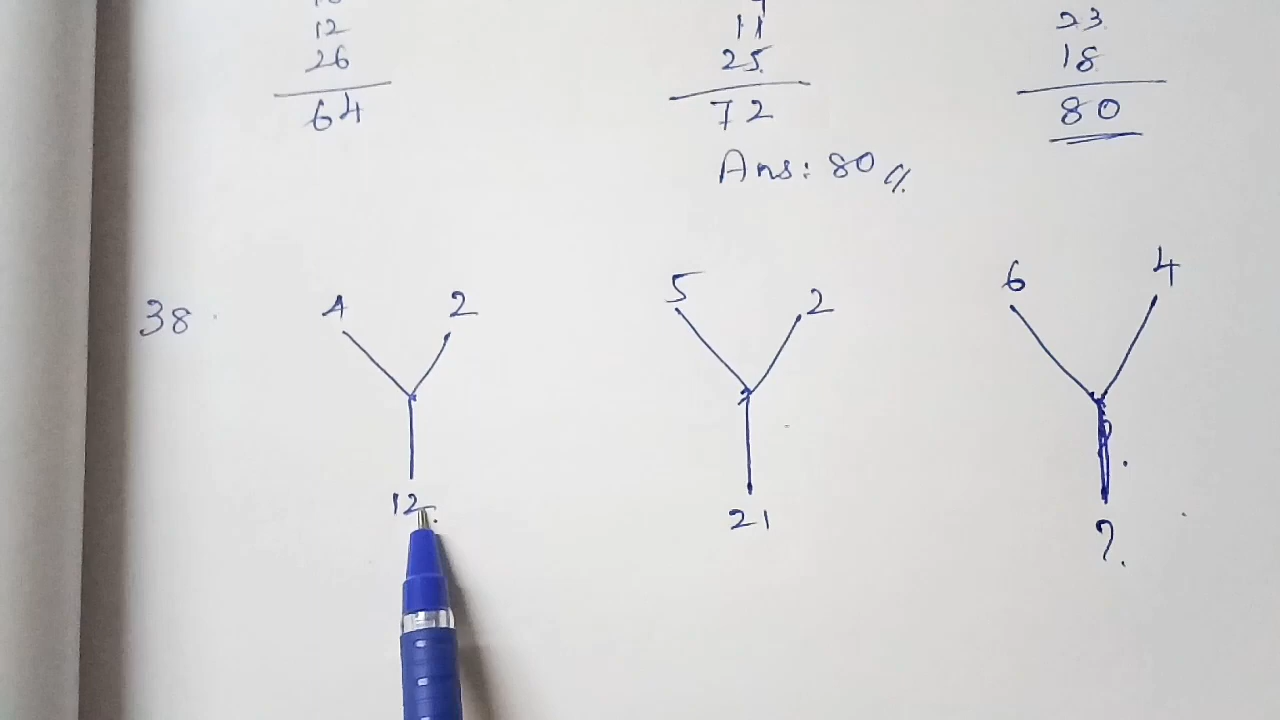 12 11 23
26 25 18
64 72 80
Ans: 80 //.
38. 4 2 5 2 6 4
12 21 ?